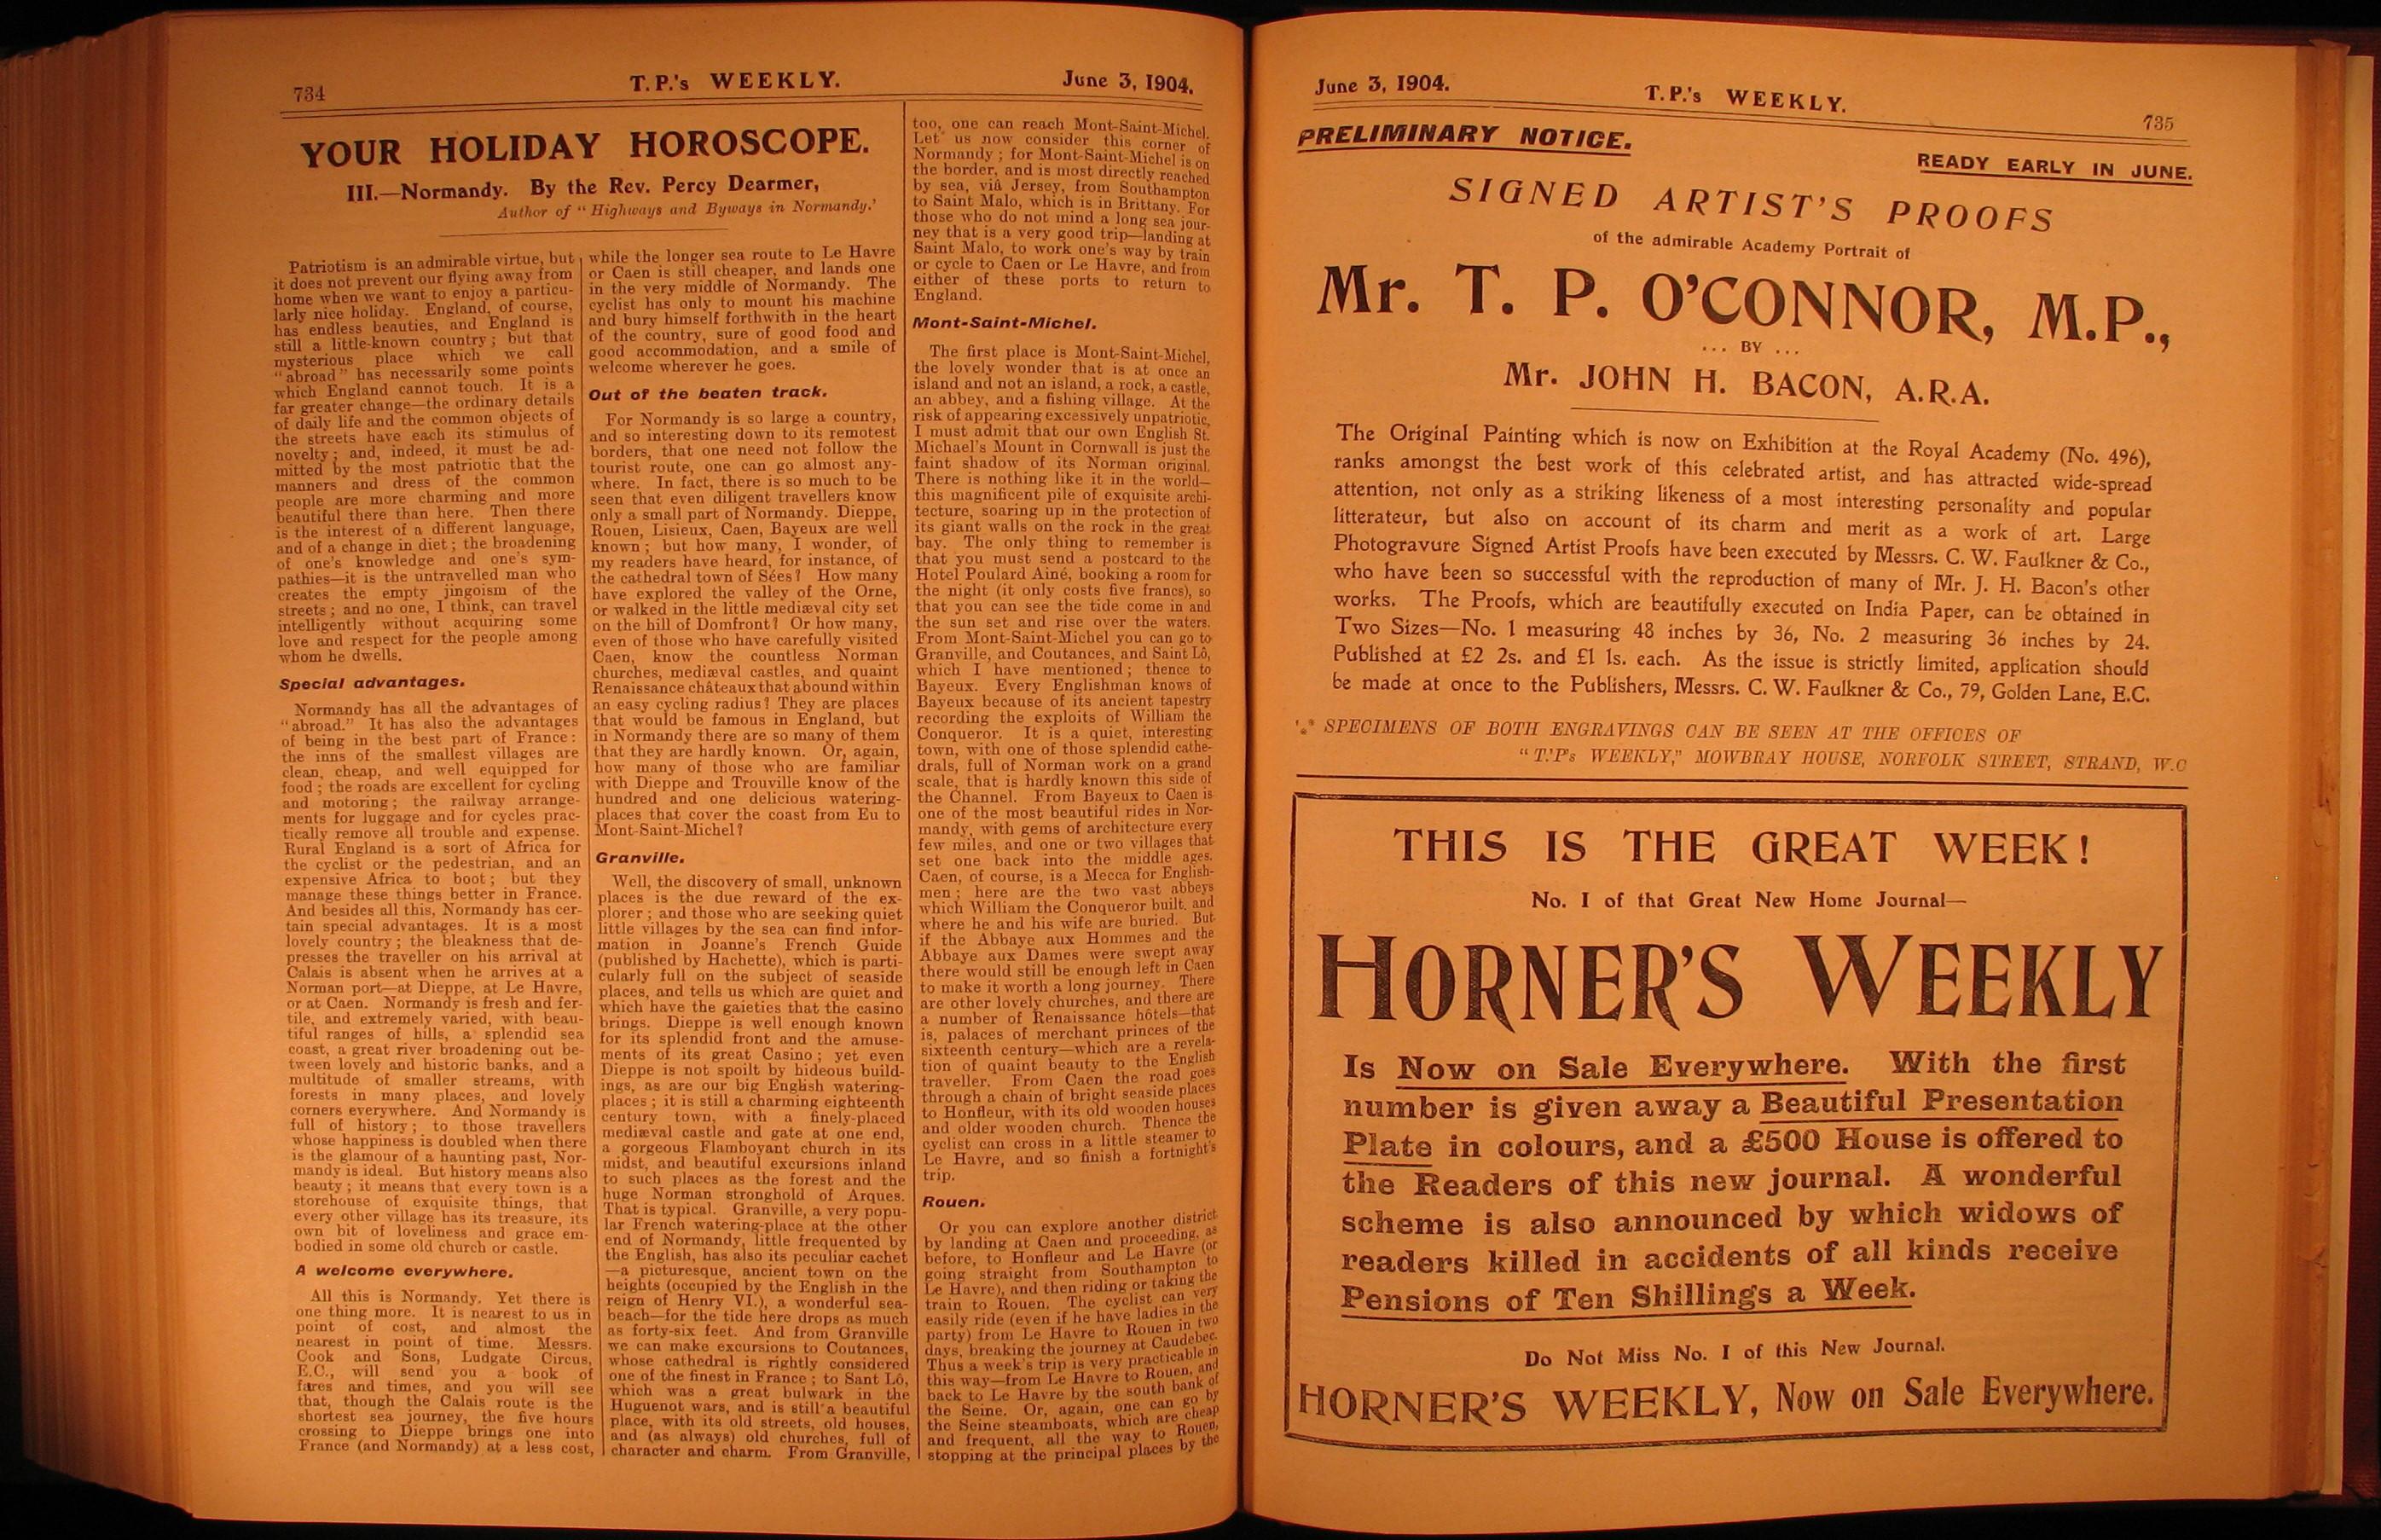 734
T.P.'s WEEKLY.
June 3, 1904.
YOUR HOLIDAY HOROSCOPE.
III.—Normandy. By the Rev. Percy Dearmer,
Author of "Highways and Byways in Normandy.'
Patriotism is an admirable virtue, but
it does not prevent our flying away from
home when we want to enjoy a particu-
larly nice holiday. England, of course,
has endless beauties, and England is
still a little-known country; but that
mysterious place which we call
"abroad" has necessarily some points
which England cannot touch. It is a
far greater change—the ordinary details
of daily life and the common objects of
the streets have each its stimulus of
novelty; and, indeed, it must be ad-
mitted by the most patriotic that the
manners and dress of the common
people are more charming and more
beautiful there than here. Then there
is the interest of a different language,
and of a change in diet; the broadening
of one's knowledge and one's sym-
pathies—it is the untravelled man who
creates the empty jingoism of the
streets; and no one, I think, can travel
intelligently without acquiring some
love and respect for the people among
whom he dwells.
Special advantages.
Normandy has all the advantages of
"abroad." It has also the advantages
of being in the best part of France:
the inns of the smallest villages are
clean, cheap, and well equipped for
food; the roads are excellent for cycling
and motoring; the railway arrange-
ments for luggage and for cycles prac-
tically remove all trouble and expense.
Rural England is a sort of Africa for
the cyclist or the pedestrian, and an
expensive Africa to boot; but they
manage these things better in France.
And besides all this, Normandy has cer-
tain special advantages. It is a most
lovely country; the bleakness that de-
presses the traveller on his arrival at
Calais is absent when he arrives at a
Norman port—at Dieppe, at Le Havre,
or at Caen. Normandy is fresh and fer-
tile, and extremely varied, with beau-
tiful ranges of hills, a splendid sea
coast, a great river broadening out be-
tween lovely and historic banks, and a
multitude of smaller streams, with
forests in many places, and lovely
corners everywhere. And Normandy is
full of history; to those travellers
whose happiness is doubled when there
is the glamour of a haunting past, Nor-
mandy is ideal. But history means also
beauty; it means that every town is a
storehouse of exquisite things, that
every other village has its treasure, its
own bit of loveliness and grace em-
bodied in some old church or castle.
A welcome everywhere.
All this is Normandy. Yet there is
one thing more. It is nearest to us in
point of cost, and almost the
nearest in point of time. Messrs.
Cook and Sons, Ludgate Circus,
E.C., will send you a book of
fares and times, and you will see
that, though the Calais route is the
shortest sea journey, the five hours
crossing to Dieppe brings one into
France (and Normandy) at a less cost,
while the longer sea route to Le Havre
or Caen is still cheaper, and lands one
in the very middle of Normandy. The
cyclist has only to mount his machine
and bury himself forthwith in the heart
of the country, sure of good food and
good accommodation, and a smile of
welcome wherever he goes.
Out of the beaten track.
For Normandy is so large a country,
and so interesting down to its remotest
borders, that one need not follow the
tourist route, one can go almost any-
where. In fact, there is so much to be
seen that even diligent travellers know
only a small part of Normandy. Dieppe,
Rouen, Lisieux, Caen, Bayeux are well
known; but how many, I wonder, of
my readers have heard, for instance, of
the cathedral town of Sées? How many
have explored the valley of the Orne,
or walked in the little mediæval city set
on the hill of Domfront? Or how many,
even of those who have carefully visited
Caen, know the countless Norman
churches, mediæval castles, and quaint
Renaissance châteaux that abound within
an easy cycling radius? They are places
that would be famous in England, but
in Normandy there are so many of them
that they are hardly known. Or, again,
how many of those who are familiar
with Dieppe and Trouville know of the
hundred and one delicious watering-
places that cover the coast from Eu to
Mont-Saint-Michel?
Granville.
Well, the discovery of small, unknown
places is the due reward of the ex-
plorer; and those who are seeking quiet
little villages by the sea can find infor-
mation in Joanne's French Guide
(published by Hachette), which is parti-
cularly full on the subject of seaside
places, and tells us which are quiet and
which have the gaieties that the casino
brings. Dieppe is well enough known
for its splendid front and the amuse-
ments of its great Casino; yet even
Dieppe is not spoilt by hideous build-
ings, as are our big English watering-
places; it is still a charming eighteenth
century town, with a finely-placed
mediæval castle and gate at one end,
a gorgeous Flamboyant church in its
midst, and beautiful excursions inland
to such places as the forest and the
huge Norman stronghold of Arques.
That is typical. Granville, a very popu-
lar French watering-place at the other
end of Normandy, little frequented by
the English, has also its peculiar cachet
—a picturesque, ancient town on the
heights (occupied by the English in the
reign of Henry VI.), a wonderful sea-
beach—for the tide here drops as much
as forty-six feet. And from Granville
we can make excursions to Coutances,
whose cathedral is rightly considered
one of the finest in France; to Sant Lô,
which was a great bulwark in the
Huguenot wars, and is still a beautiful
place, with its old streets, old houses,
and (as always) old churches, full of
character and charm. From Granville,
too, one can reach Mont-Saint-Michel.
Let us now consider this corner of
Normandy; for Mont-Saint-Michel is on
the border, and is most directly reached
by sea, viâ Jersey, from Southampton
to Saint Malo, which is in Brittany. For
those who do not mind a long sea jour-
ney that is a very good trip—landing at
Saint Malo, to work one's way by train
or cycle to Caen or Le Havre, and from
either of these ports to return to
England.
Mont-Saint-Michel.
The first place is Mont-Saint-Michel,
the lovely wonder that is at once an
island and not an island, a rock, a castle,
an abbey, and a fishing village. At the
risk of appearing excessively unpatriotic,
I must admit that our own English St.
Michael's Mount in Cornwall is just the
faint shadow of its Norman original.
There is nothing like it in the world—
this magnificent pile of exquisite archi-
tecture, soaring up in the protection of
its giant walls on the rock in the great
bay. The only thing to remember is
that you must send a postcard to the
Hotel Poulard Ainé, booking a room for
the night (it only costs five francs), so
that you can see the tide come in and
the sun set and rise over the waters.
From Mont-Saint-Michel you can go to
Granville, and Coutances, and Saint Lô,
which I have mentioned; thence to
Bayeux. Every Englishman knows of
Bayeux because of its ancient tapestry
recording the exploits of William the
Conqueror. It is a quiet, interesting
town, with one of those splendid cathe-
drals, full of Norman work on a grand
scale, that is hardly known this side of
the Channel. From Bayeux to Caen is
one of the most beautiful rides in Nor-
mandy, with gems of architecture every
few miles, and one or two villages that
set one back into the middle ages.
Caen, of course, is a Mecca for English-
men; here are the two vast abbeys
which William the Conqueror built, and
where he and his wife are buried. But
if the Abbaye aux Hommes and the
Abbaye aux Dames were swept away
there would still be enough left in Caen
to make it worth a long journey. There
are other lovely churches, and there are
a number of Renaissance hôtels—that
is, palaces of merchant princes of the
sixteenth century—which are a revela-
tion of quaint beauty to the English
traveller. From Caen the road goes
through a chain of bright seaside places
to Honfleur, with its old wooden houses
and older wooden church. Thence the
cyclist can cross in a little steamer to
Le Havre, and so finish a fortnight's
trip.
Rouen.
Or you can explore another district
by landing at Caen and proceeding, as
before, to Honfleur and Le Havre (or
going straight from Southampton to
Le Havre), and then riding or taking the
train to Rouen. The cyclist can very
easily ride (even if he have ladies in the
party) from Le Havre to Rouen in two
days, breaking the journey at Caudebec.
Thus a week's trip is very practicable in
this way—from Le Havre to Rouen, and
back to Le Havre by the south bank of
the Seine. Or, again, one can go by
the Seine steamboats, which are cheap
and frequent, all the way to Rouen,
stopping at the principal places by the
June 3, 1904.
T.P.'s WEEKLY.
735
PRELIMINARY NOTICE.
READY EARLY IN JUNE.
SIGNED ARTIST'S PROOFS
of the admirable Academy Portrait of
Mr. T. P. O'CONNOR, M.P.,
... BY ...
Mr. JOHN H. BACON, A.R.A.
The Original Painting which is now on Exhibition at the Royal Academy (No. 496),
ranks amongst the best work of this celebrated artist, and has attracted wide-spread
attention, not only as a striking likeness of a most interesting personality and popular
litterateur, but also on account of its charm and merit as a work of art. Large
Photogravure Signed Artist Proofs have been executed by Messrs. C. W. Faulkner & Co.,
who have been so successful with the reproduction of many of Mr. J. H. Bacon's other
works. The Proofs, which are beautifully executed on India Paper, can be obtained in
Two Sizes—No. 1 measuring 48 inches by 36, No. 2 measuring 36 inches by 24.
Published at £2 2s. and £1 1s. each. As the issue is strictly limited, application should
be made at once to the Publishers, Messrs. C. W. Faulkner & Co., 79, Golden Lane, E.C.
⁂ SPECIMENS OF BOTH ENGRAVINGS CAN BE SEEN AT THE OFFICES OF
"T.P's WEEKLY," MOWBRAY HOUSE, NORFOLK STREET, STRAND, W.C
THIS IS THE GREAT WEEK!
No. 1 of that Great New Home Journal—
HORNER'S WEEKLY
Is Now on Sale Everywhere. With the first
number is given away a Beautiful Presentation
Plate in colours, and a £500 House is offered to
the Readers of this new journal. A wonderful
scheme is also announced by which widows of
readers killed in accidents of all kinds receive
Pensions of Ten Shillings a Week.
Do Not Miss No. 1 of this New Journal.
HORNER'S WEEKLY, Now on Sale Everywhere.